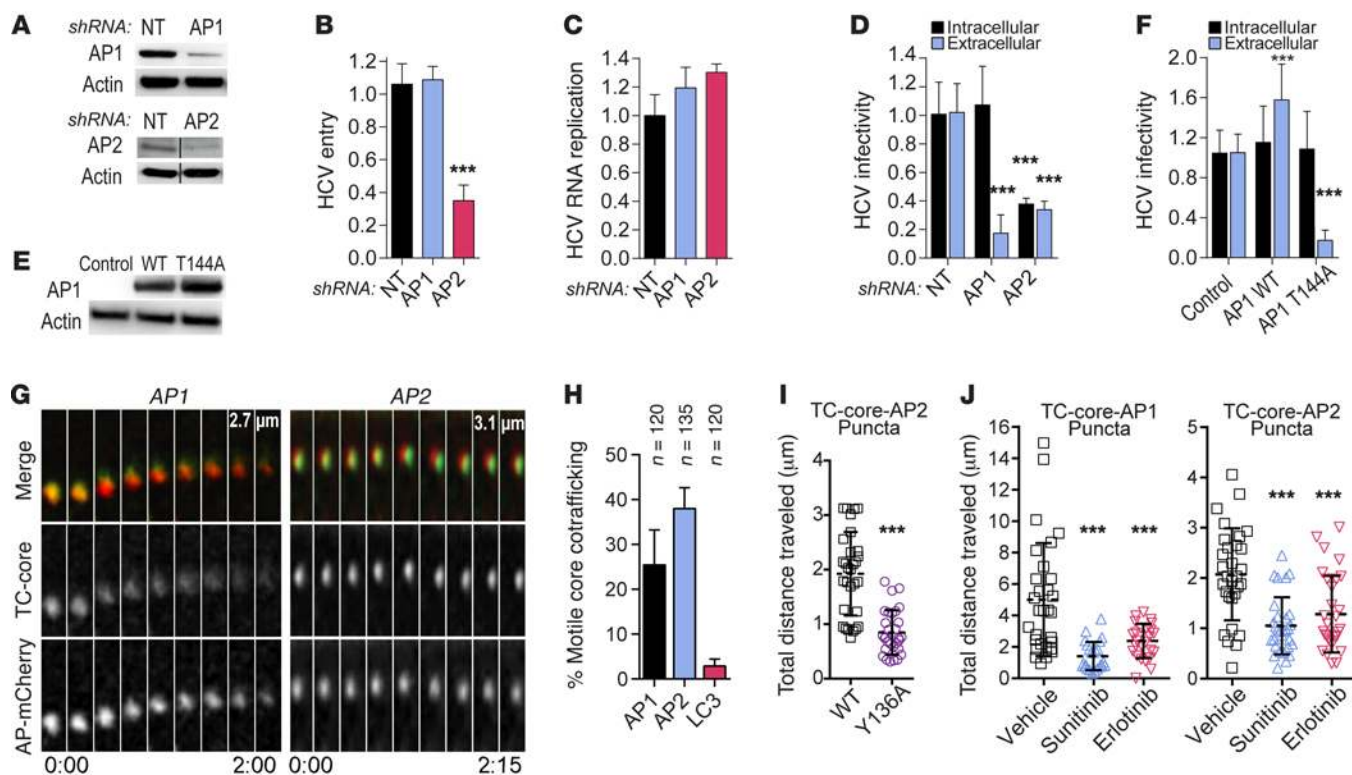 A
shRNA: NT AP1
AP1
Actin
shRNA: NT AP2
AP2
Actin
B
HCV entry
1.2
1.0
0.8
0.6
0.4
0.2
0.0
***
shRNA: NT AP1 AP2
C
HCV RNA replication
1.4
1.2
1.0
0.8
0.6
0.4
0.2
0.0
shRNA: NT AP1 AP2
D
Intracellular
Extracellular
HCV infectivity
1.4
1.2
1.0
0.8
0.6
0.4
0.2
0.0
***
***
***
shRNA: NT AP1 AP2
E
Control WT T144A
AP1
Actin
F
Intracellular
Extracellular
HCV infectivity
2.0
1.6
1.2
0.8
0.4
0.0
***
***
Control AP1 WT AP1 T144A
G
AP1 AP2
2.7 μm 3.1 μm
Merge
TC-core
AP-mCherry
0:00 2:00 0:00 2:15
H
n = 120
n = 135
n = 120
% Motile core cotrafficking
50
40
30
20
10
0
AP1 AP2 LC3
I
TC-core-AP2
Puncta
Total distance traveled (μm)
4
3
2
1
0
***
WT Y136A
J
TC-core-AP1
Puncta
Total distance traveled (μm)
16
14
12
10
8
6
4
2
0
*** ***
Vehicle Sunitinib Erlotinib
TC-core-AP2
Puncta
5
4
3
2
1
0
*** ***
Vehicle Sunitinib Erlotinib